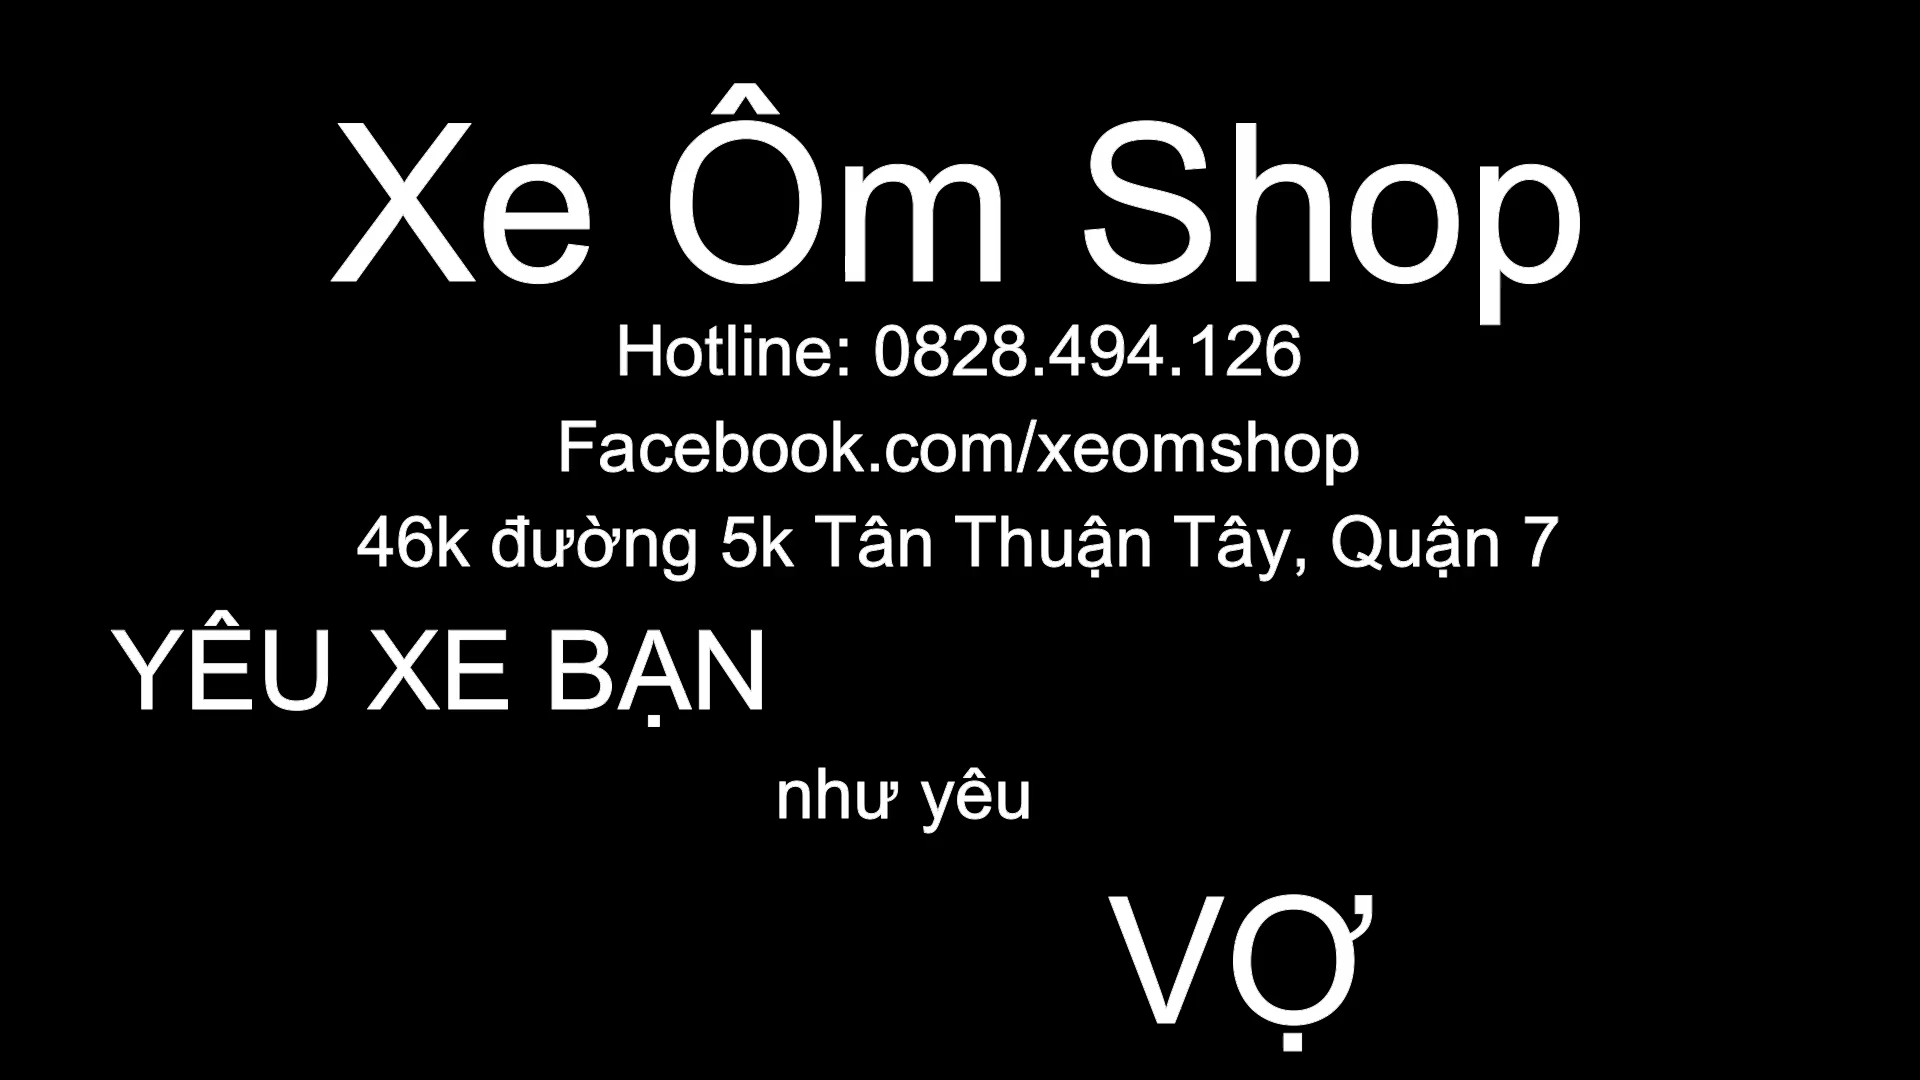 Xe Ôm Shop
Hotline: 0828.494.126
Facebook.com/xeomshop
46k đường 5k Tân Thuận Tây, Quận 7
YÊU XE BẠN
như yêu
VỢ